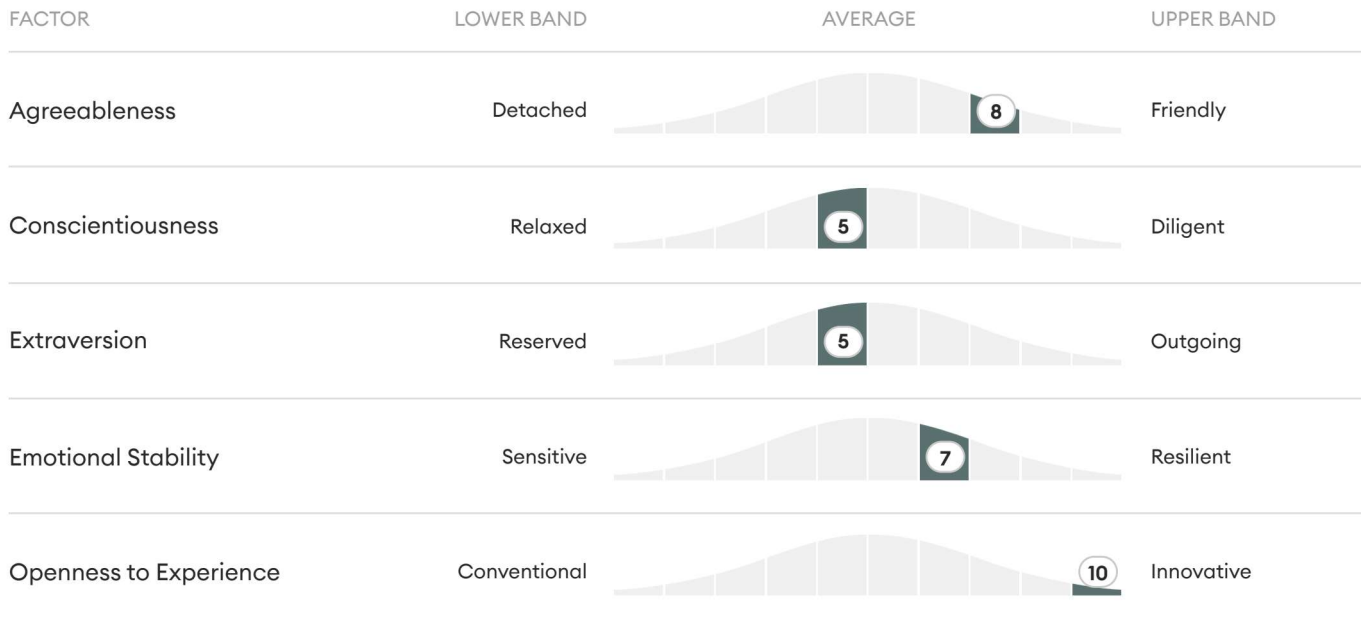 FACTOR LOWER BAND AVERAGE UPPER BAND
Agreeableness Detached 8 Friendly
Conscientiousness Relaxed 5 Diligent
Extraversion Reserved 5 Outgoing
Emotional Stability Sensitive 7 Resilient
Openness to Experience Conventional 10 Innovative